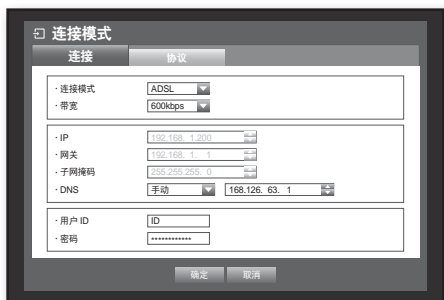 连接模式
连接 协议
· 连接模式 ADSL
· 带宽 600kbps
· IP 192.168. 1.200
· 网关 192.168. 1. 1
· 子网掩码 255.255.255. 0
· DNS 手动 168.126. 63. 1
· 用户 ID ID
· 密码 ************
确定 取消